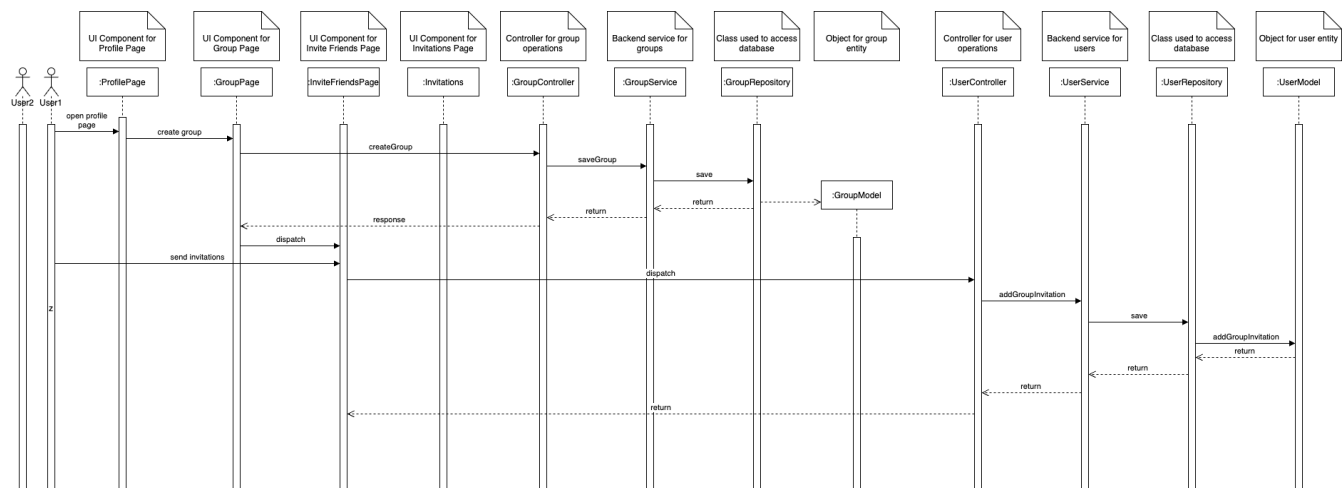 UI Component for
Profile Page
UI Component for
Group Page
UI Component for
Invite Friends Page
UI Component for
Invitations Page
Controller for group
operations
Backend service for
groups
Class used to access
database
Object for group
entity
Controller for user
operations
Backend service for
users
Class used to access
database
Object for user entity
User2
User1
:ProfilePage
:GroupPage
:InviteFriendsPage
:Invitations
:GroupController
:GroupService
:GroupRepository
:UserController
:UserService
:UserRepository
:UserModel
open profile
page
create group
createGroup
saveGroup
save
:GroupModel
return
return
response
dispatch
send invitations
dispatch
addGroupInvitation
z
save
addGroupInvitation
return
return
return
return